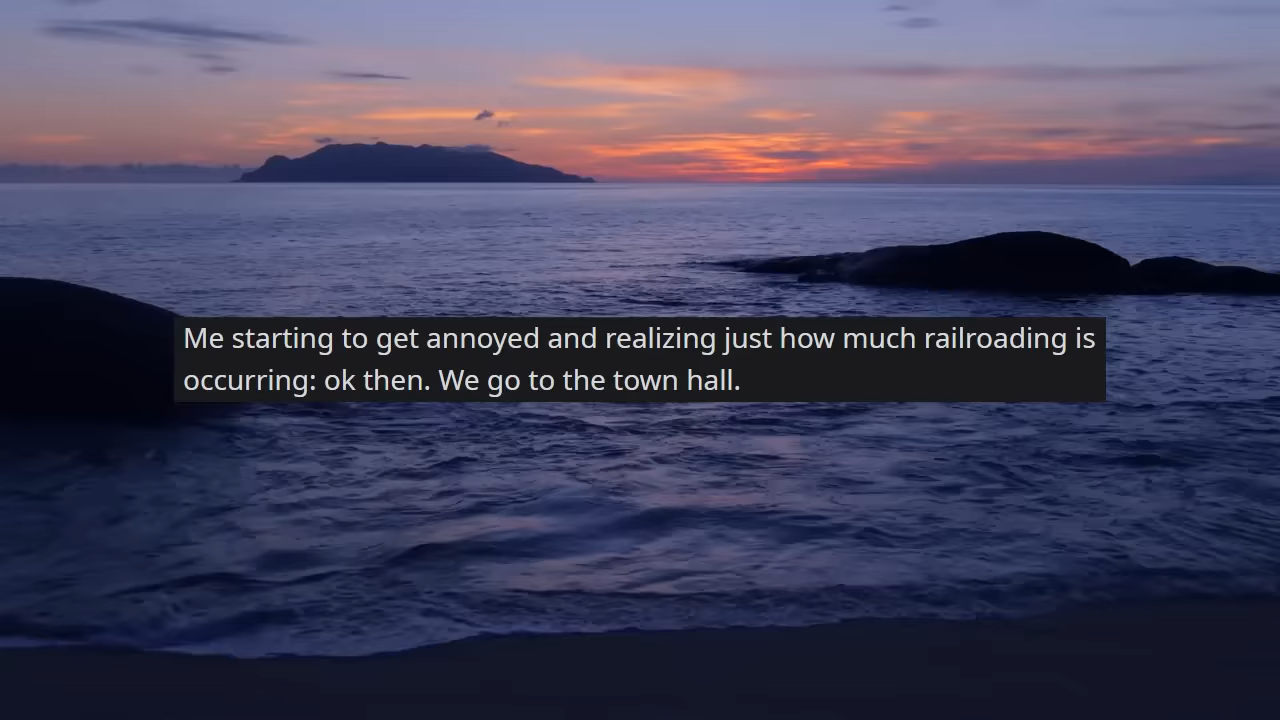 Me starting to get annoyed and realizing just how much railroading is
occurring: ok then. We go to the town hall.